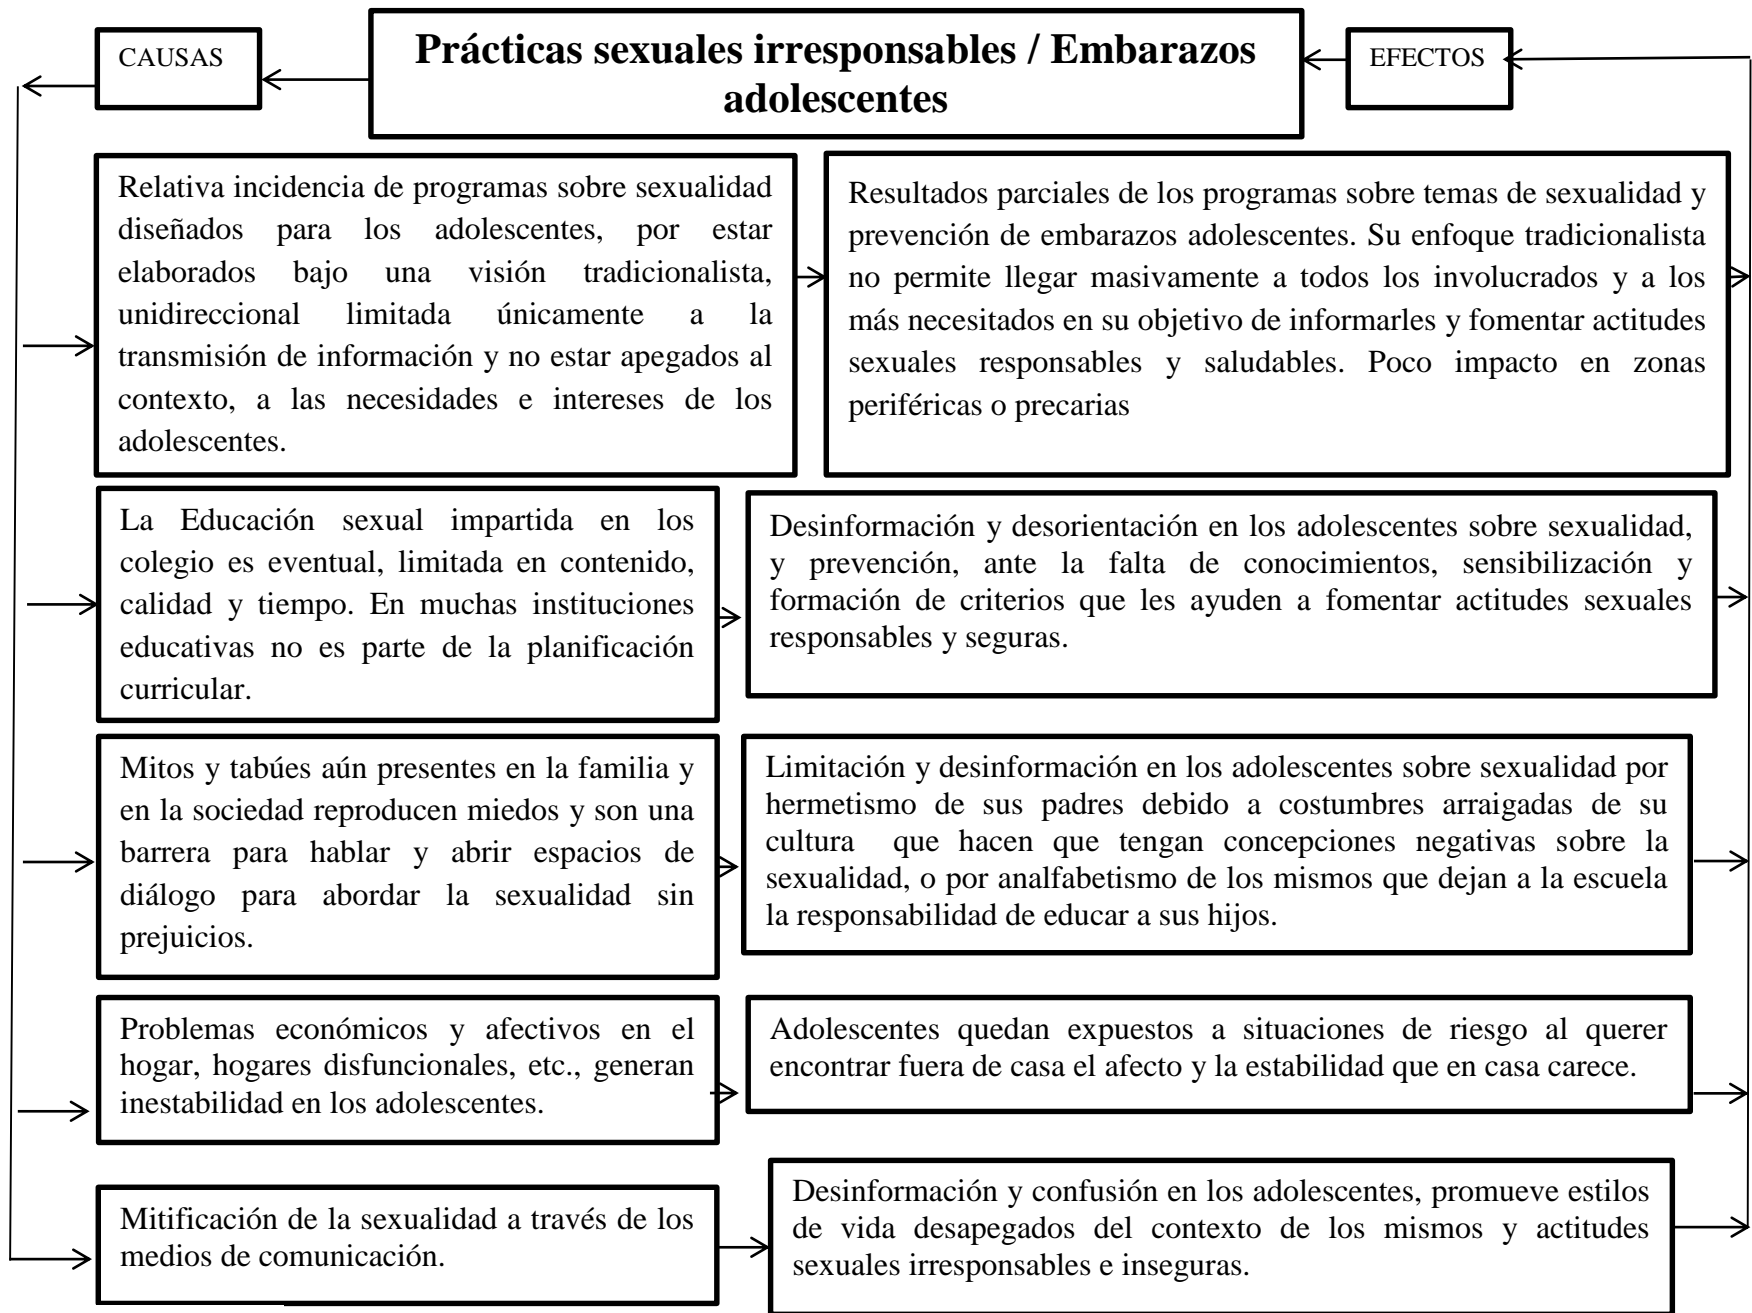 CAUSAS
Prácticas sexuales irresponsables / Embarazos
adolescentes
EFECTOS
Relativa incidencia de programas sobre sexualidad
diseñados para los adolescentes, por estar
elaborados bajo una visión tradicionalista,
unidireccional limitada únicamente a la
transmisión de información y no estar apegados al
contexto, a las necesidades e intereses de los
adolescentes.
Resultados parciales de los programas sobre temas de sexualidad y
prevención de embarazos adolescentes. Su enfoque tradicionalista
no permite llegar masivamente a todos los involucrados y a los
más necesitados en su objetivo de informarles y fomentar actitudes
sexuales responsables y saludables. Poco impacto en zonas
periféricas o precarias
La Educación sexual impartida en los
colegio es eventual, limitada en contenido,
calidad y tiempo. En muchas instituciones
educativas no es parte de la planificación
curricular.
Desinformación y desorientación en los adolescentes sobre sexualidad,
y prevención, ante la falta de conocimientos, sensibilización y
formación de criterios que les ayuden a fomentar actitudes sexuales
responsables y seguras.
Mitos y tabúes aún presentes en la familia y
en la sociedad reproducen miedos y son una
barrera para hablar y abrir espacios de
diálogo para abordar la sexualidad sin
prejuicios.
Limitación y desinformación en los adolescentes sobre sexualidad por
hermetismo de sus padres debido a costumbres arraigadas de su
cultura que hacen que tengan concepciones negativas sobre la
sexualidad, o por analfabetismo de los mismos que dejan a la escuela
la responsabilidad de educar a sus hijos.
Problemas económicos y afectivos en el
hogar, hogares disfuncionales, etc., generan
inestabilidad en los adolescentes.
Adolescentes quedan expuestos a situaciones de riesgo al querer
encontrar fuera de casa el afecto y la estabilidad que en casa carece.
Mitificación de la sexualidad a través de los
medios de comunicación.
Desinformación y confusión en los adolescentes, promueve estilos
de vida desapegados del contexto de los mismos y actitudes
sexuales irresponsables e inseguras.